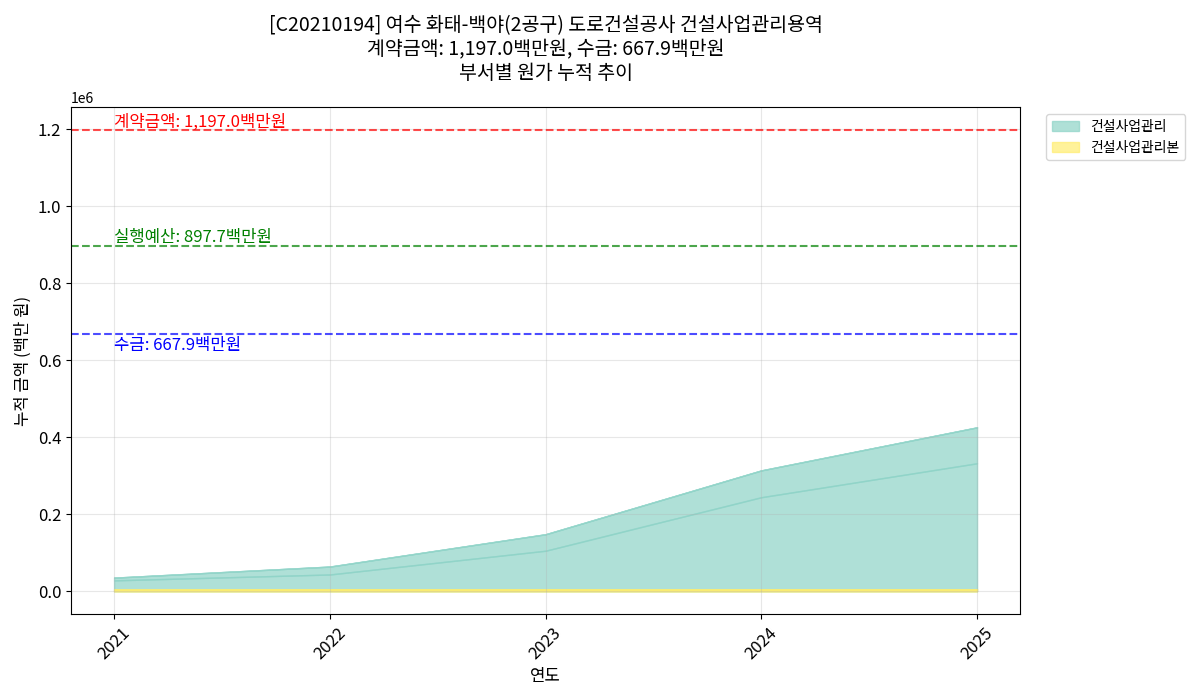 [C20210194] 여수 화태-백야(2공구) 도로건설공사 건설사업관리용역
계약금액: 1,197.0백만원, 수금: 667.9백만원
부서별 원가 누적 추이
1e6
계약금액: 1,197.0백만원
실행예산: 897.7백만원
수금: 667.9백만원
건설사업관리
건설사업관리본
누적 금액 (백만 원)
1.2
1.0
0.8
0.6
0.4
0.2
0.0
2021
2022
2023
2024
2025
연도